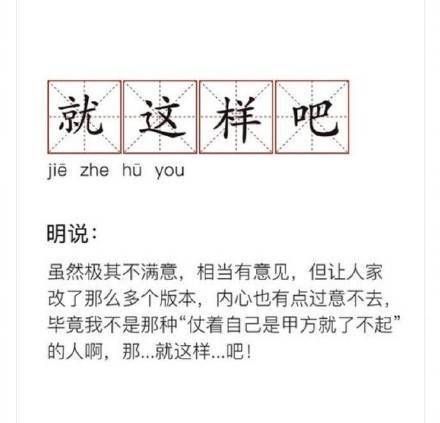 就这样吧
jiē zhe hū you
明说：
虽然极其不满意，相当有意见，但让人家
改了那么多个版本，内心也有点过意不去，
毕竟我不是那种“仗着自己是甲方就了不起”
的人啊，那...就这样...吧！